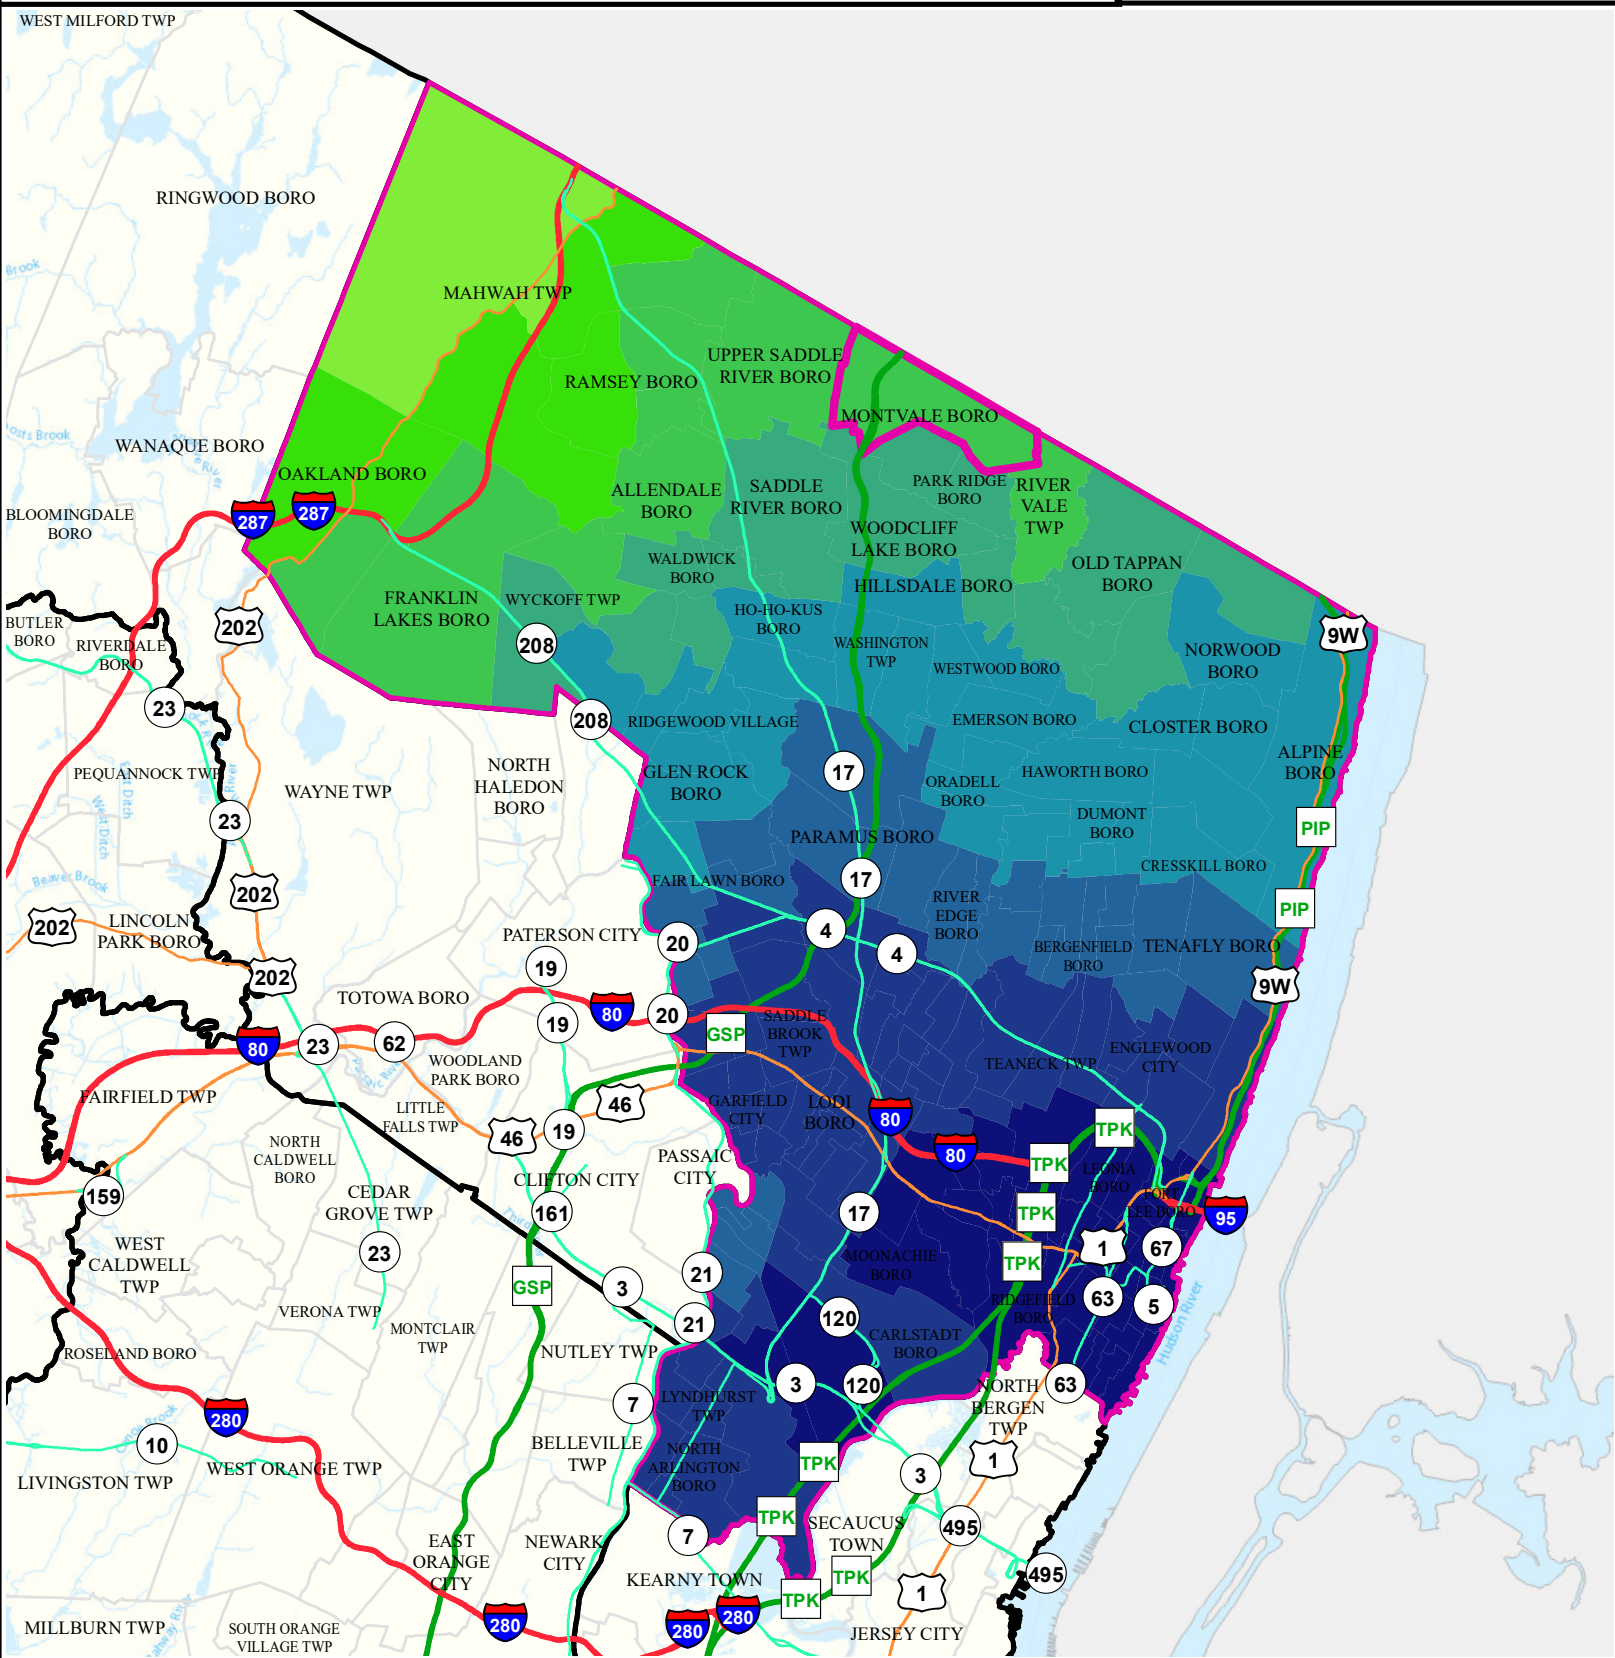 WEST MILFORD TWP
RINGWOOD BORO
MAHWAH TWP
UPPER SADDLE
RIVER BORO
RAMSEY BORO
MONTVALE BORO
WANAQUE BORO
OAKLAND BORO
ALLENDALE
BORO
SADDLE
RIVER BORO
PARK RIDGE
BORO
RIVER
VALE
TWP
287
287
BLOOMINGDALE
BORO
WOODCLIFF
LAKE BORO
WALDWICK
BORO
OLD TAPPAN
BORO
HILLSDALE BORO
FRANKLIN
LAKES BORO
WYCKOFF TWP
HO-HO-KUS
BORO
BUTLER
BORO
RIVERDALE
BORO
202
208
WASHINGTON
TWP
WESTWOOD BORO
NORWOOD
BORO
9W
23
208
RIDGEWOOD VILLAGE
EMERSON BORO
CLOSTER BORO
ALPINE
BORO
PEQUANNOCK TWP
WAYNE TWP
NORTH
HALEDON
BORO
GLEN ROCK
BORO
17
ORADELL
BORO
HAWORTH BORO
23
DUMONT
BORO
PARAMUS BORO
PIP
CRESSKILL BORO
Beaver Brook
202
FAIR LAWN BORO
17
RIVER
EDGE
BORO
PIP
202
LINCOLN
PARK BORO
PATERSON CITY
20
4
4
BERGENFIELD
BORO
TENAFLY BORO
19
202
9W
TOTOWA BORO
80
19
20
GSP
SADDLE
BROOK
TWP
80
23
62
WOODLAND
PARK BORO
TEANECK TWP
ENGLEWOOD
CITY
FAIRFIELD TWP
LITTLE
FALLS TWP
46
46
19
GARFIELD
CITY
LODI
BORO
80
TPK
NORTH
CALDWELL
BORO
80
TPK
PASSAIC
CITY
LEONIA
BORO
CLIFTON CITY
159
CEDAR
GROVE TWP
161
17
TPK
FORT
LEE BORO
95
WEST
CALDWELL
TWP
23
MOONACHIE
BORO
TPK
1
67
GSP
3
21
63
5
VERONA TWP
21
120
RIDGEFIELD
BORO
Hudson River
MONTCLAIR
TWP
CARLSTADT
BORO
ROSELAND BORO
NUTLEY TWP
3
120
63
NORTH
BERGEN
TWP
7
LYNDHURST
TWP
280
10
BELLEVILLE
TWP
NORTH
ARLINGTON
BORO
TPK
1
LIVINGSTON TWP
WEST ORANGE TWP
3
TPK
SECAUCUS
TOWN
495
7
EAST
ORANGE
CITY
NEWARK
CITY
KEARNY TOWN
TPK
495
TPK
1
280
280
280
MILLBURN TWP
SOUTH ORANGE
VILLAGE TWP
JERSEY CITY